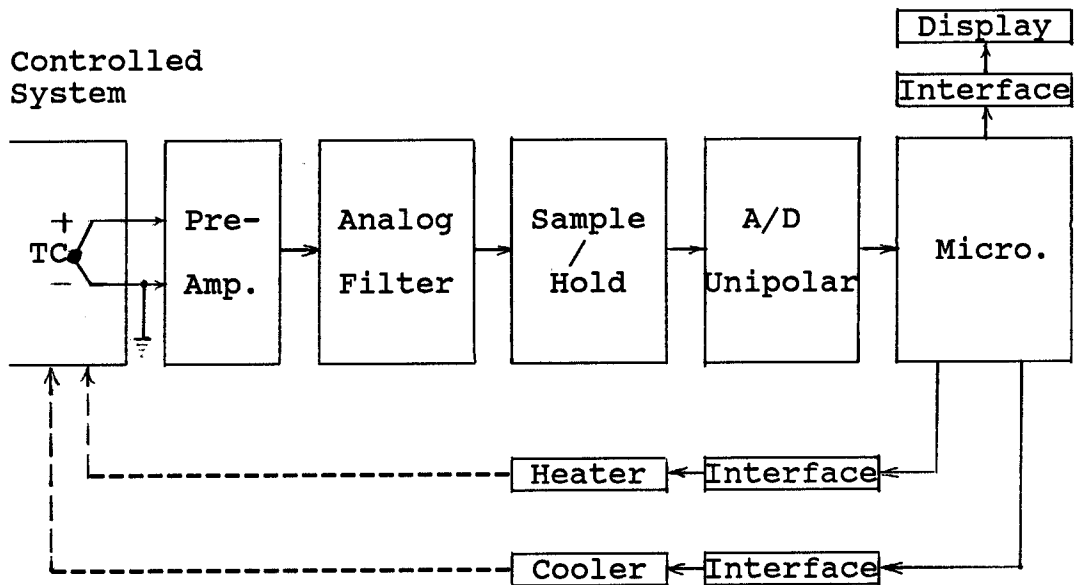 Display
Controlled
System
Interface
+
TC
−
Pre-
Amp.
Analog
Filter
Sample
/
Hold
A/D
Unipolar
Micro.
Heater
Interface
Cooler
Interface